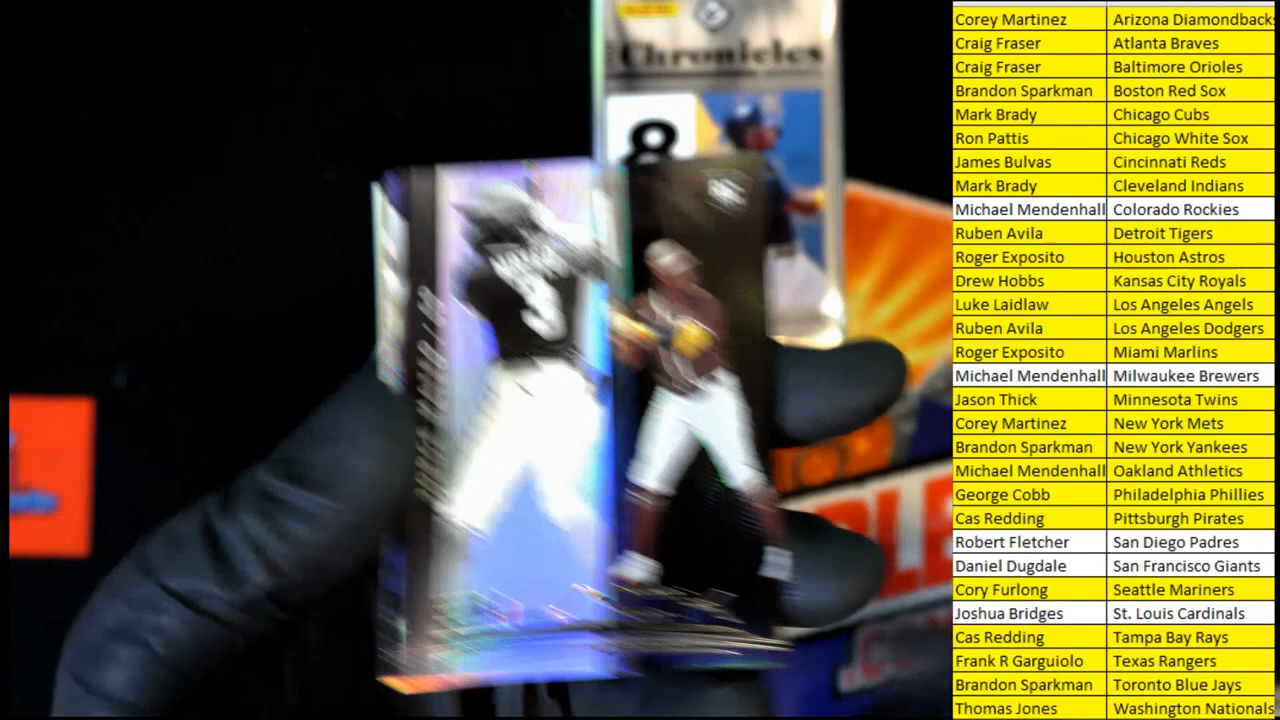 Chronicles
8
3
Corey Martinez Arizona Diamondbacks
Craig Fraser Atlanta Braves
Craig Fraser Baltimore Orioles
Brandon Sparkman Boston Red Sox
Mark Brady Chicago Cubs
Ron Pattis Chicago White Sox
James Bulvas Cincinnati Reds
Mark Brady Cleveland Indians
Michael Mendenhall Colorado Rockies
Ruben Avila Detroit Tigers
Roger Exposito Houston Astros
Drew Hobbs Kansas City Royals
Luke Laidlaw Los Angeles Angels
Ruben Avila Los Angeles Dodgers
Roger Exposito Miami Marlins
Michael Mendenhall Milwaukee Brewers
Jason Thick Minnesota Twins
Corey Martinez New York Mets
Brandon Sparkman New York Yankees
Michael Mendenhall Oakland Athletics
George Cobb Philadelphia Phillies
Cas Redding Pittsburgh Pirates
Robert Fletcher San Diego Padres
Daniel Dugdale San Francisco Giants
Cory Furlong Seattle Mariners
Joshua Bridges St. Louis Cardinals
Cas Redding Tampa Bay Rays
Frank R Garguiolo Texas Rangers
Brandon Sparkman Toronto Blue Jays
Thomas Jones Washington Nationals